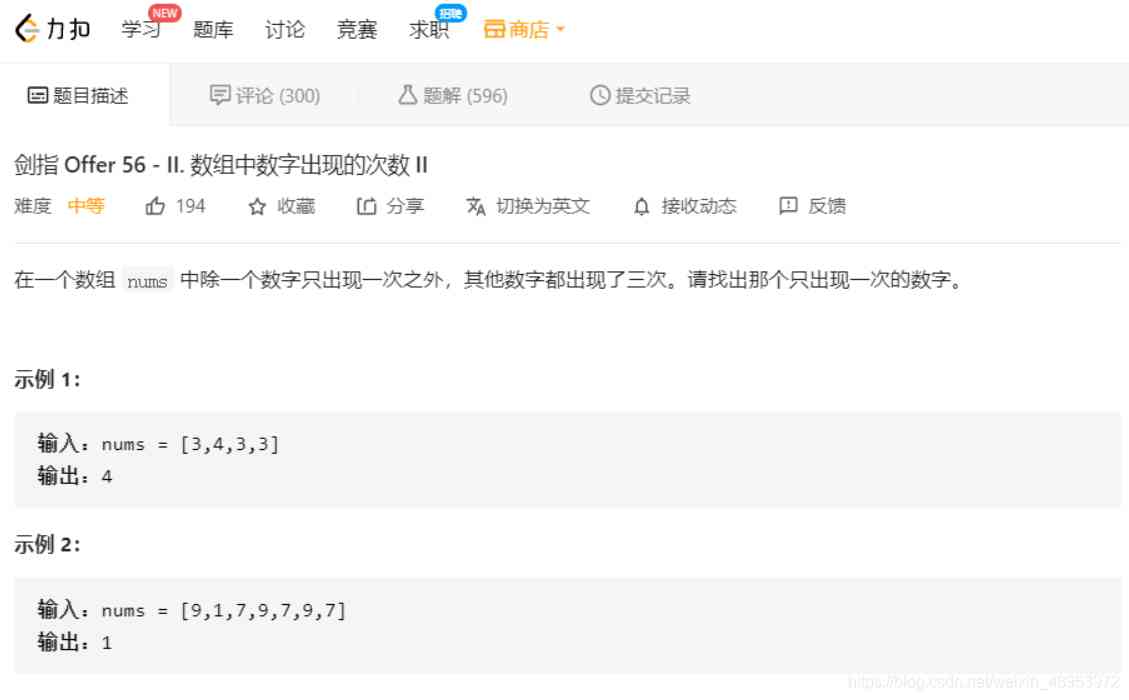 力扣 学习 NEW 题库 讨论 竞赛 求职 招聘 商店
题目描述 评论 (300) 题解 (596) 提交记录
剑指 Offer 56 - II. 数组中数字出现的次数 II
难度 中等 194 收藏 分享 切换为英文 接收动态 反馈
在一个数组 nums 中除一个数字只出现一次之外，其他数字都出现了三次。请找出那个只出现一次的数字。
示例 1：
输入：nums = [3,4,3,3]
输出：4
示例 2：
输入：nums = [9,1,7,9,7,9,7]
输出：1